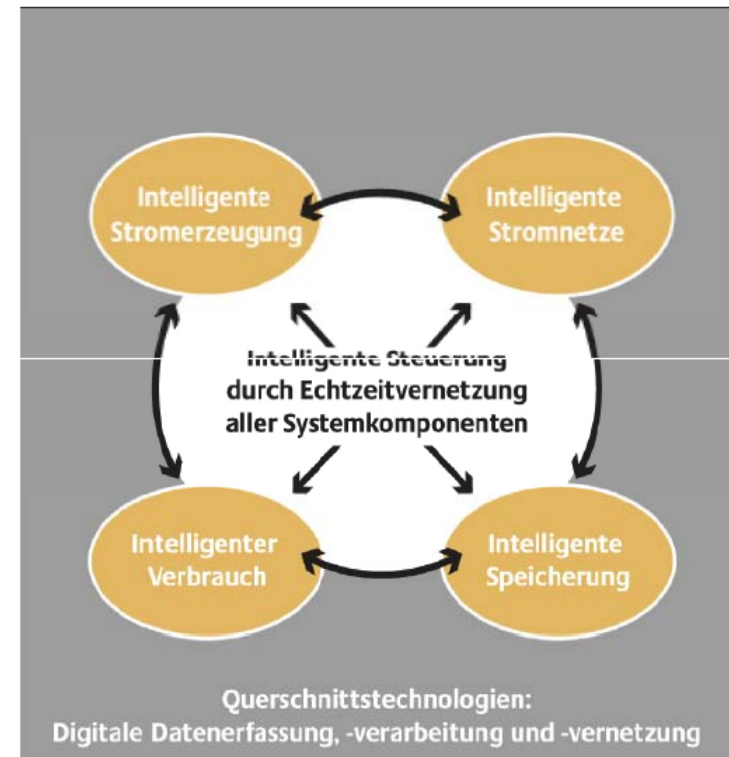 Intelligente
Stromerzeugung
Intelligente
Stromnetze
Intelligente Steuerung
durch Echtzeitvernetzung
aller Systemkomponenten
Intelligenter
Verbrauch
Intelligente
Speicherung
Querschnittstechnologien:
Digitale Datenerfassung, -verarbeitung und -vernetzung